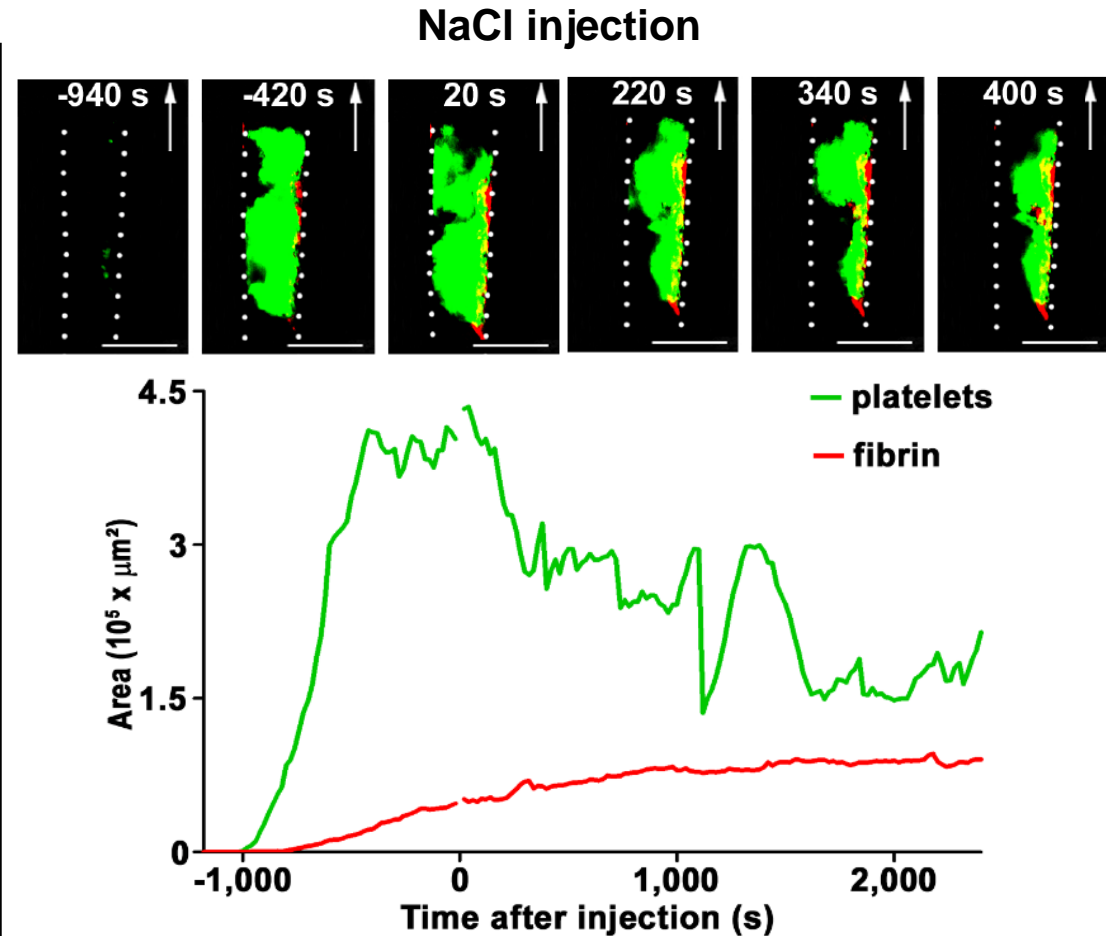 NaCl injection
-940 s
-420 s
20 s
220 s
340 s
400 s
4.5
3
1.5
0
Area (10⁵ x µm²)
platelets
fibrin
-1,000
0
1,000
2,000
Time after injection (s)